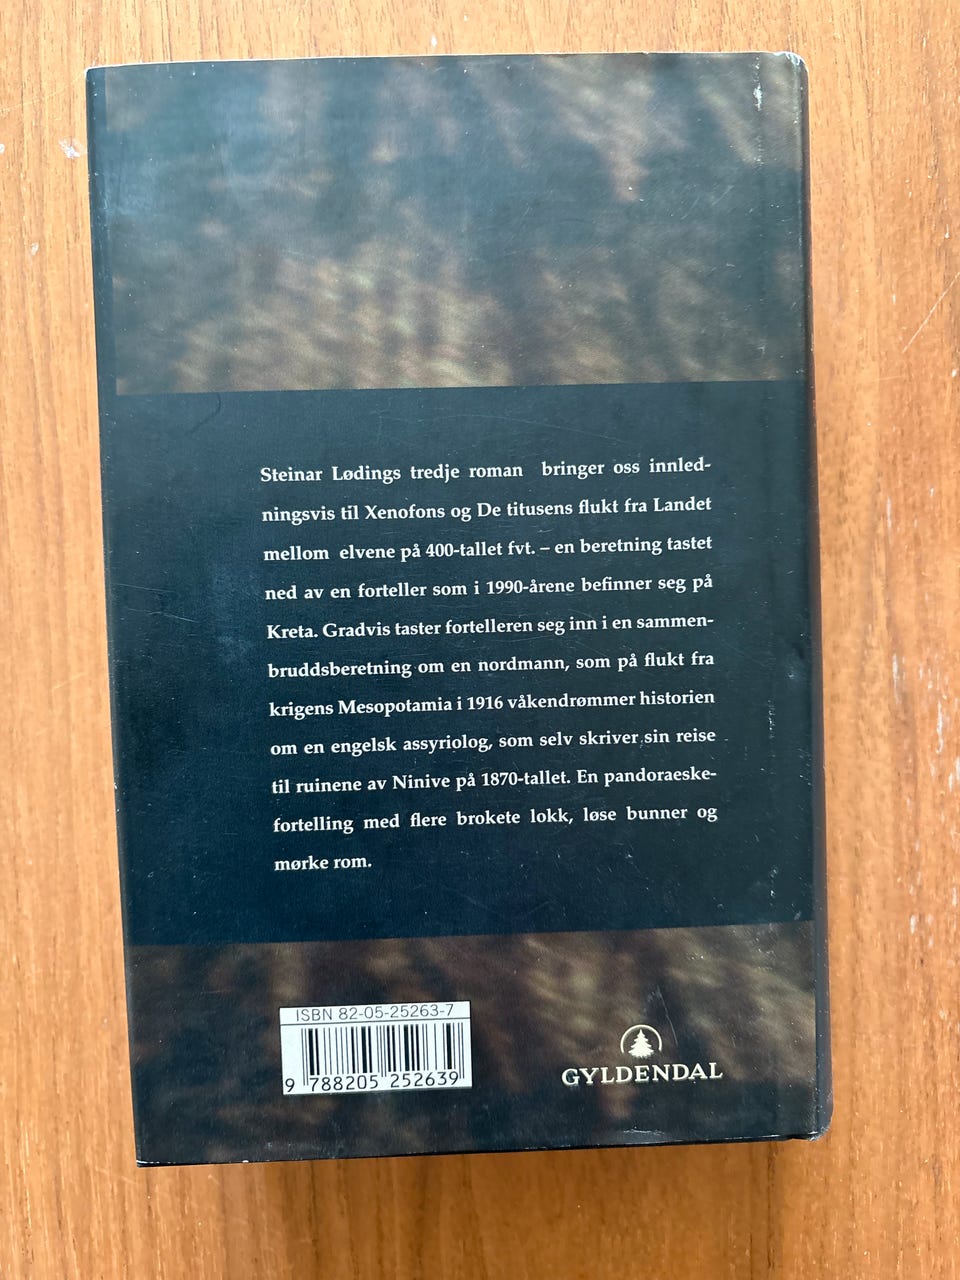 Steinar Lødings tredje roman bringer oss innled-
ningsvis til Xenofons og De titusens flukt fra Landet
mellom elvene på 400-tallet fvt. – en beretning tastet
ned av en forteller som i 1990-årene befinner seg på
Kreta. Gradvis taster fortelleren seg inn i en sammen-
bruddsberetning om en nordmann, som på flukt fra
krigens Mesopotamia i 1916 våkendrømmer historien
om en engelsk assyriolog, som selv skriver sin reise
til ruinene av Ninive på 1870-tallet. En pandoraeske-
fortelling med flere brokete lokk, løse bunner og
mørke rom.
ISBN 82-05-25263-7
9 788205 252639
GYLDENDAL